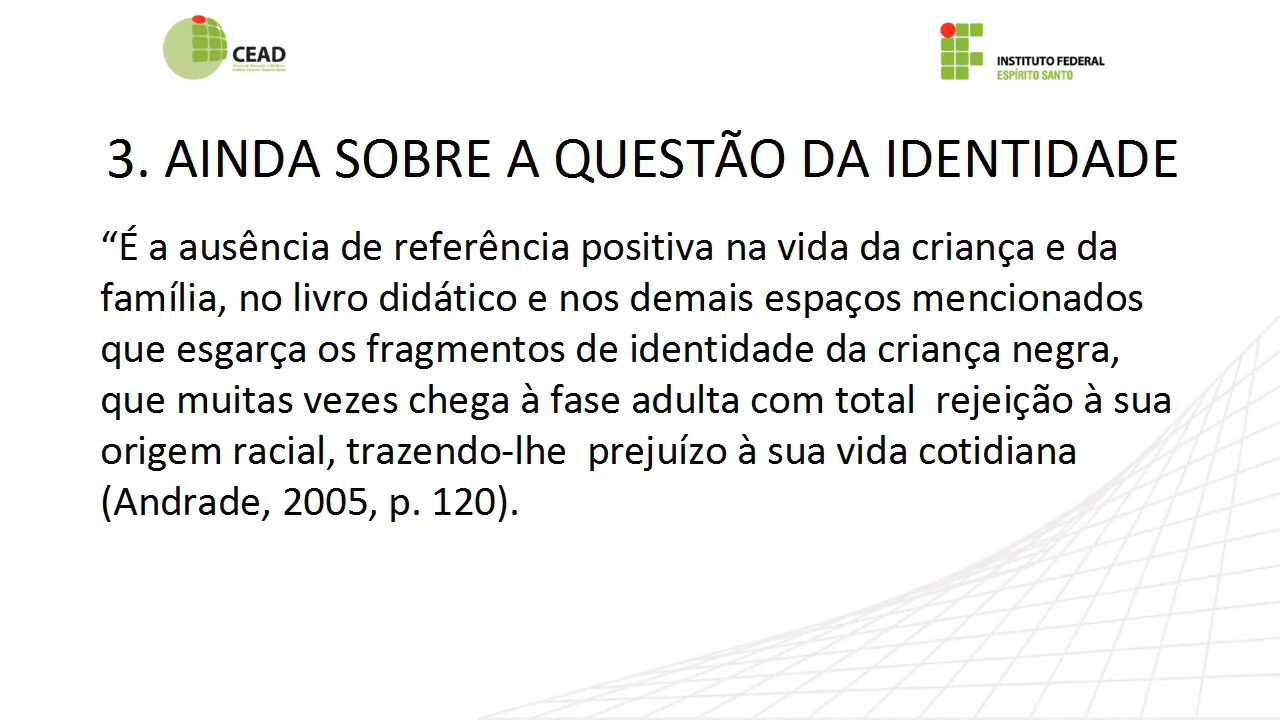 CEAD
INSTITUTO FEDERAL
ESPÍRITO SANTO
3. AINDA SOBRE A QUESTÃO DA IDENTIDADE
“É a ausência de referência positiva na vida da criança e da
família, no livro didático e nos demais espaços mencionados
que esgarça os fragmentos de identidade da criança negra,
que muitas vezes chega à fase adulta com total  rejeição à sua
origem racial, trazendo-lhe  prejuízo à sua vida cotidiana
(Andrade, 2005, p. 120).